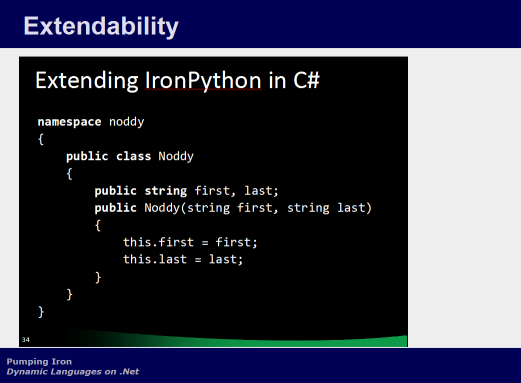 Extendability
Extending IronPython in C#
namespace noddy
{
public class Noddy
{
public string first, last;
public Noddy(string first, string last)
{
this.first = first;
this.last = last;
}
}
}
34
Pumping Iron
Dynamic Languages on .Net